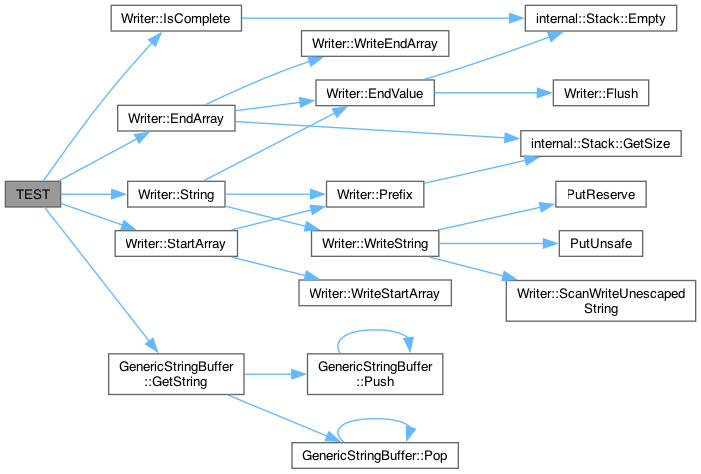 Writer::IsComplete
internal::Stack::Empty
Writer::WriteEndArray
Writer::EndValue
Writer::Flush
Writer::EndArray
internal::Stack::GetSize
TEST
Writer::String
Writer::Prefix
PutReserve
Writer::StartArray
Writer::WriteString
PutUnsafe
Writer::WriteStartArray
Writer::ScanWriteUnescaped
String
GenericStringBuffer
::GetString
GenericStringBuffer
::Push
GenericStringBuffer::Pop